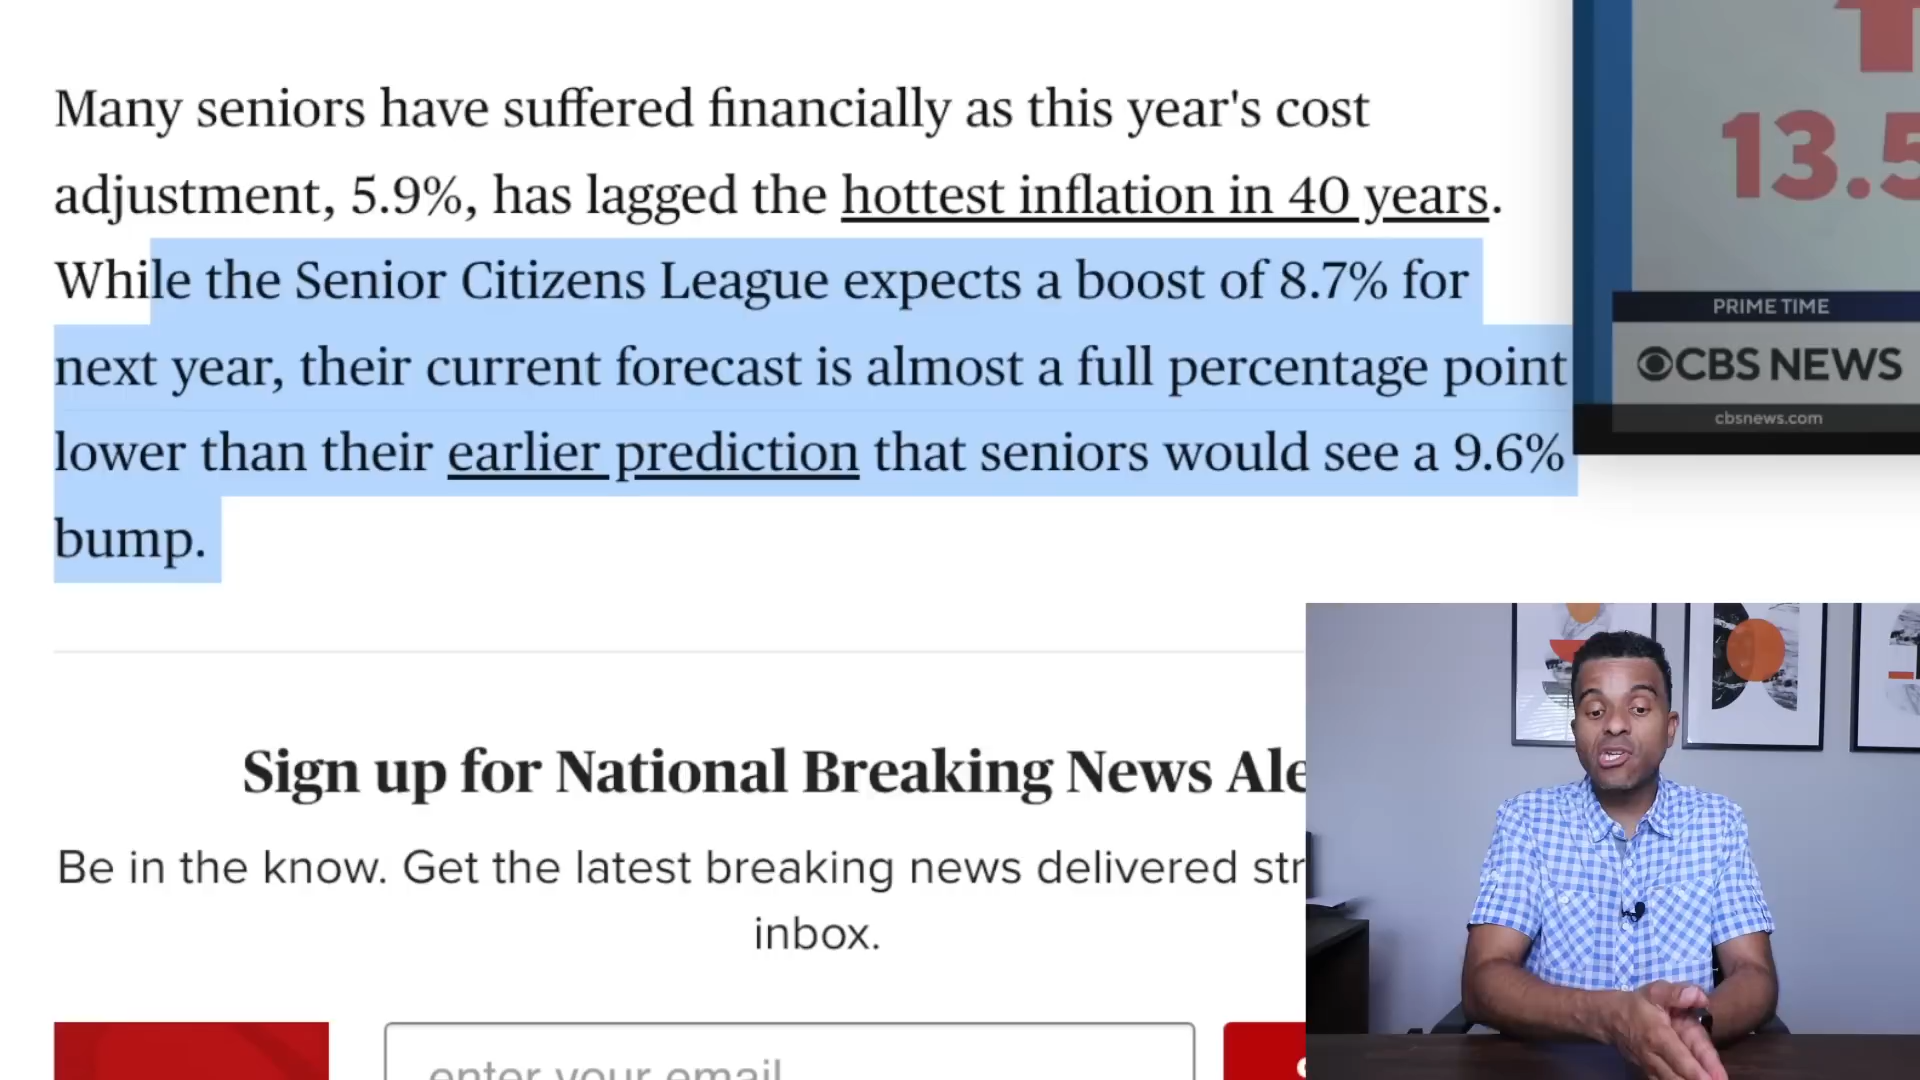 Many seniors have suffered financially as this year's cost
adjustment, 5.9%, has lagged the hottest inflation in 40 years.
While the Senior Citizens League expects a boost of 8.7% for
next year, their current forecast is almost a full percentage point
lower than their earlier prediction that seniors would see a 9.6%
bump.
13.5
PRIME TIME
CBS NEWS
cbsnews.com
Sign up for National Breaking News Ale
Be in the know. Get the latest breaking news delivered str
inbox.
enter your email